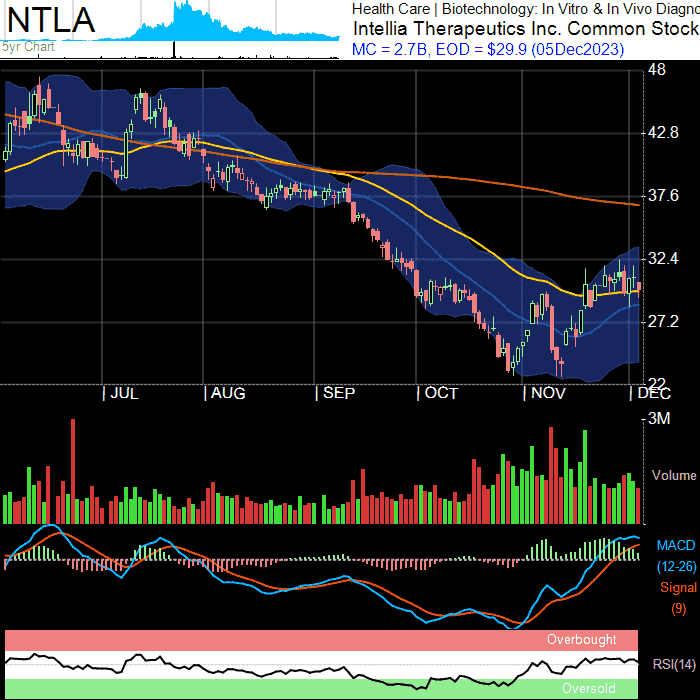 NTLA
5yr Chart
Health Care | Biotechnology: In Vitro & In Vivo Diagno
Intellia Therapeutics Inc. Common Stock
MC = 2.7B, EOD = $29.9 (05Dec2023)
48
42.8
37.6
32.4
27.2
22
| JUL | AUG | SEP | OCT | NOV | DEC
3M
Volume
MACD
(12-26)
Signal
(9)
Overbought
RSI(14)
Oversold